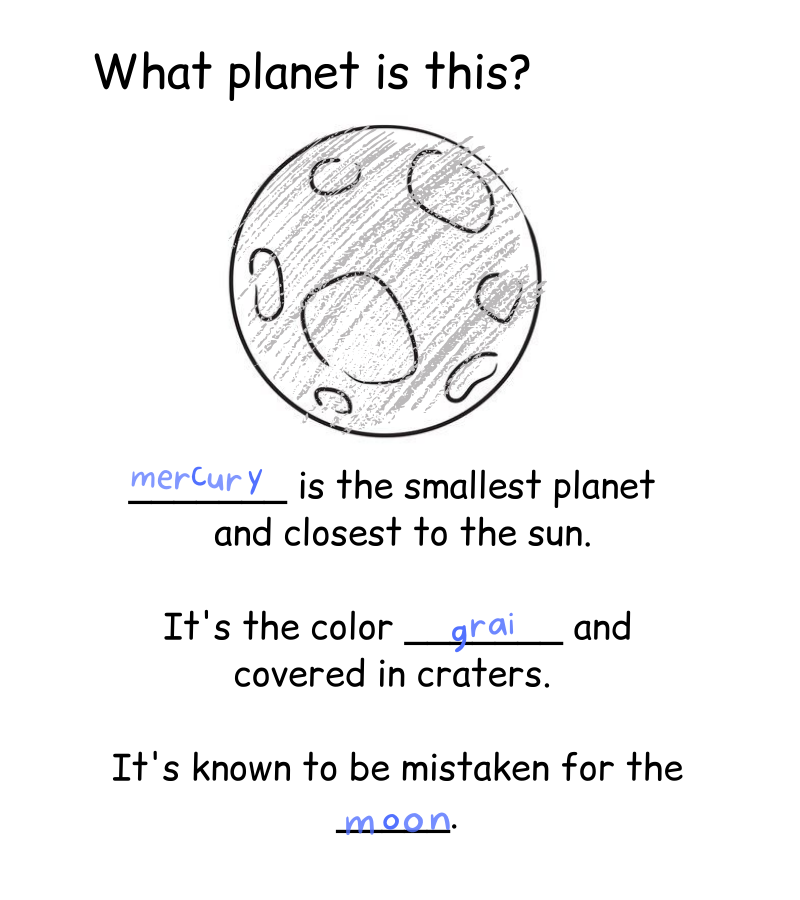 What planet is this?
mercury is the smallest planet
and closest to the sun.
It's the color grai and
covered in craters.
It's known to be mistaken for the
moon.